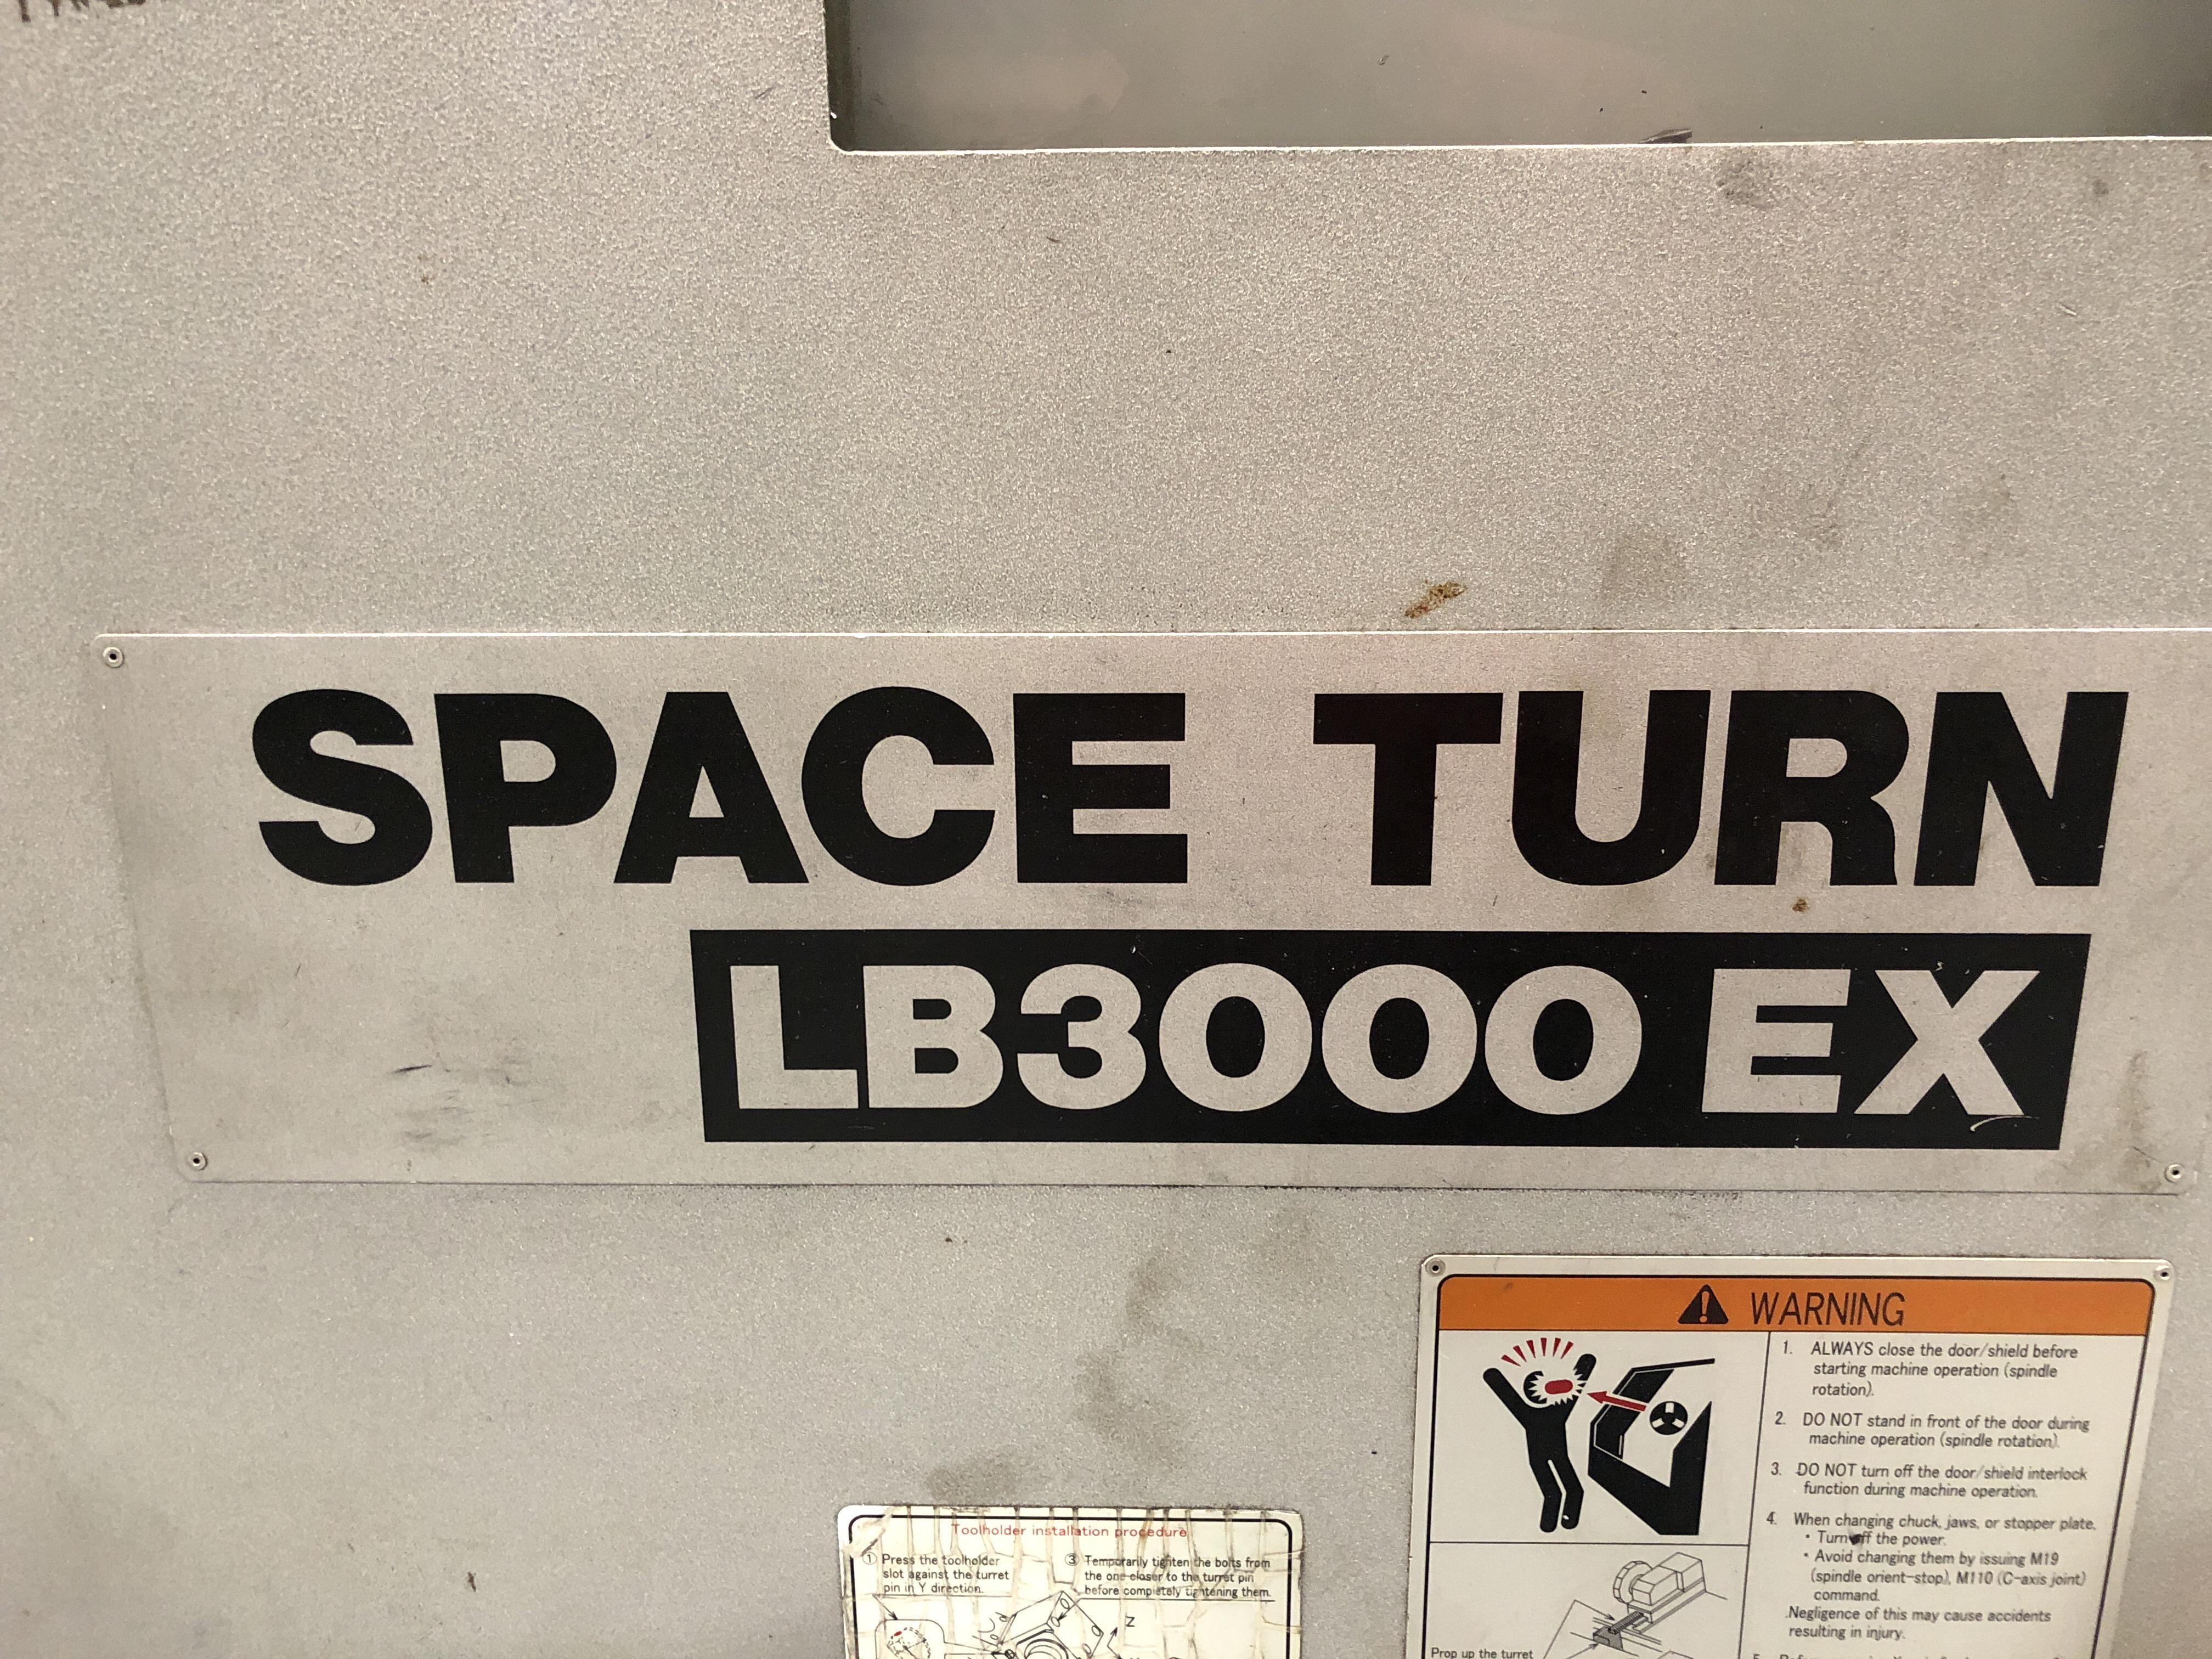 SPACE TURN
LB3000 EX
WARNING
1. ALWAYS close the door/shield before
starting machine operation (spindle
rotation).
2. DO NOT stand in front of the door during
machine operation (spindle rotation).
3. DO NOT turn off the door/shield interlock
function during machine operation.
4. When changing chuck, jaws, or stopper plate,
• Turn off the power.
• Avoid changing them by issuing M19
(spindle orient-stop), M110 (C-axis joint)
command.
Negligence of this may cause accidents
resulting in injury.
Prop up the turret
Toolholder installation procedure
① Press the toolholder
slot against the turret
pin in Y direction.
③ Temporarily tighten the bolts from
the one closer to the turret pin
before completely tightening them.
Z